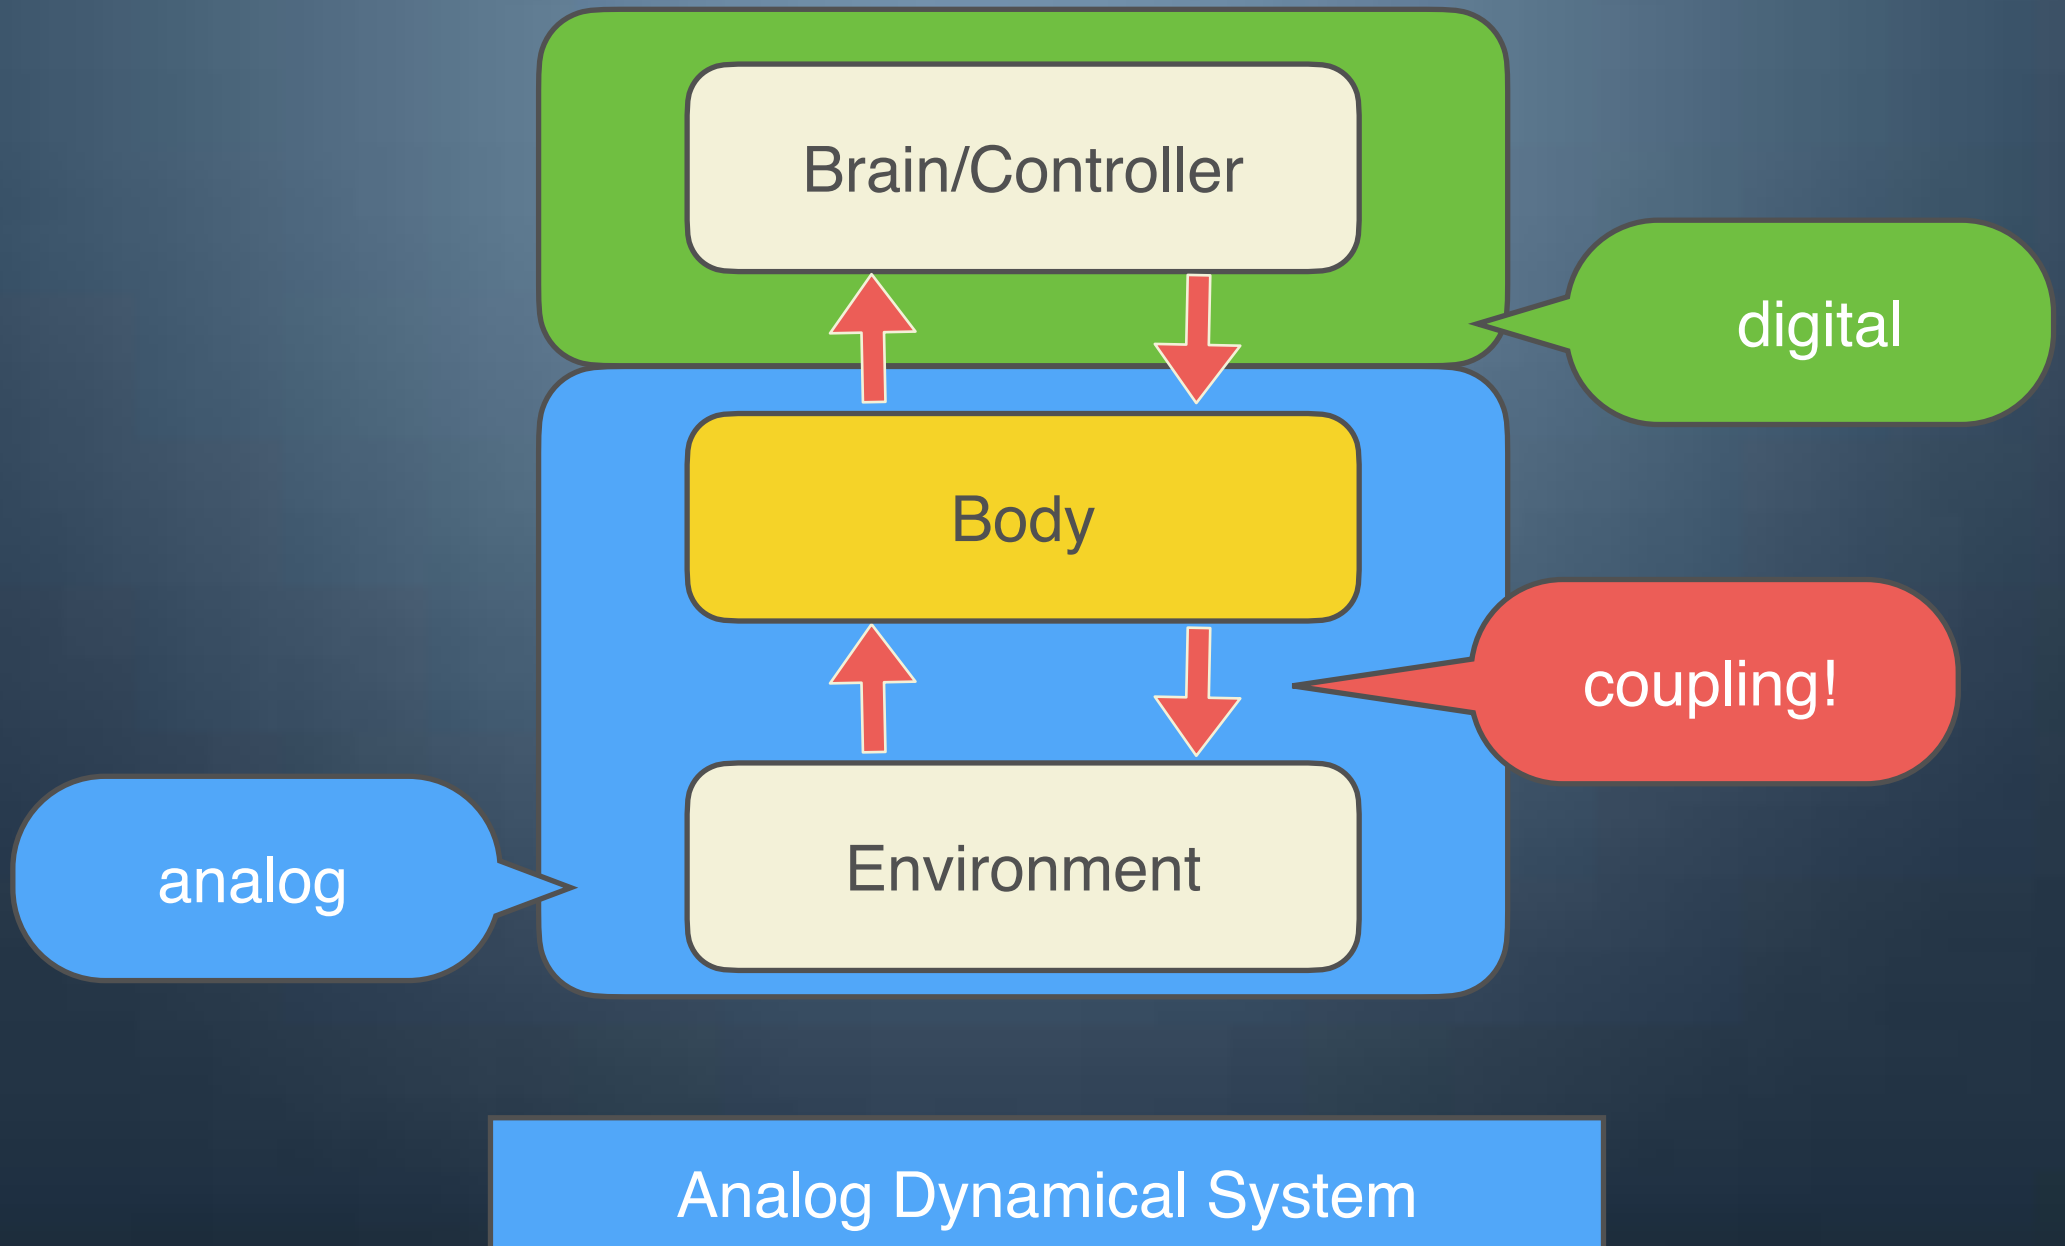 Brain/Controller
digital
Body
coupling!
Environment
analog
Analog Dynamical System